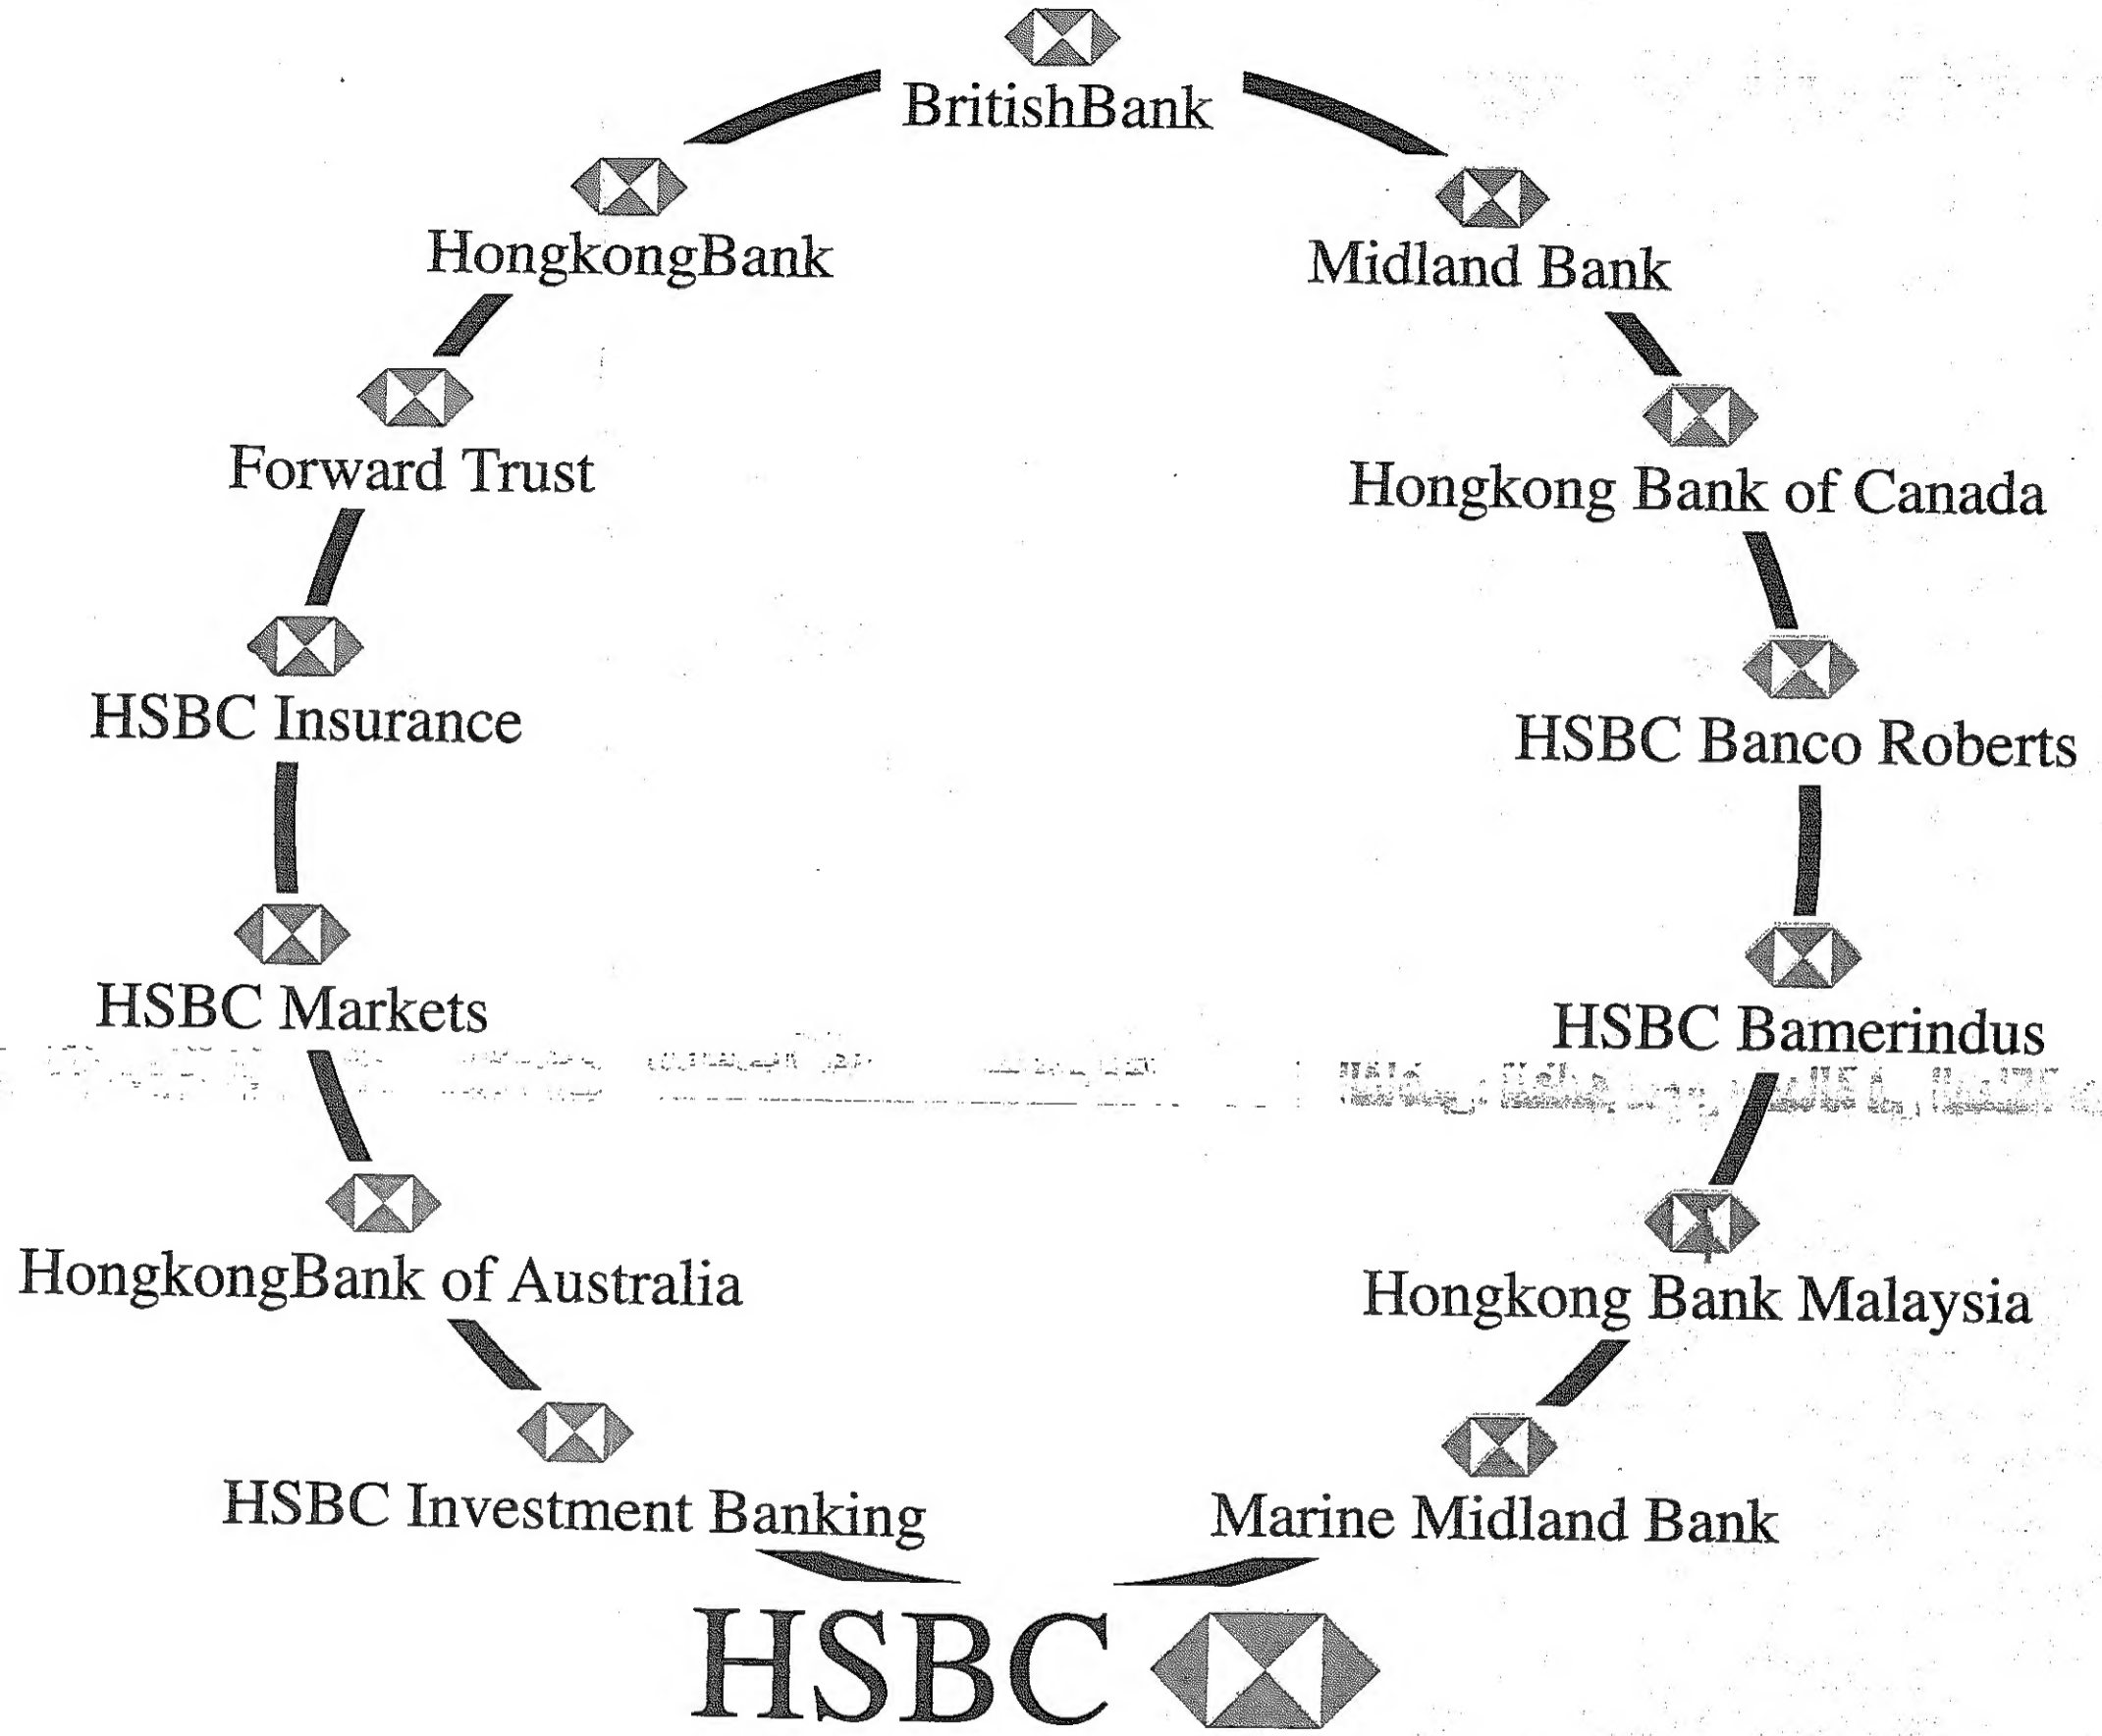 BritishBank
HongkongBank
Midland Bank
Forward Trust
Hongkong Bank of Canada
HSBC Insurance
HSBC Banco Roberts
HSBC Markets
HSBC Bamerindus
HongkongBank of Australia
Hongkong Bank Malaysia
HSBC Investment Banking
Marine Midland Bank
HSBC